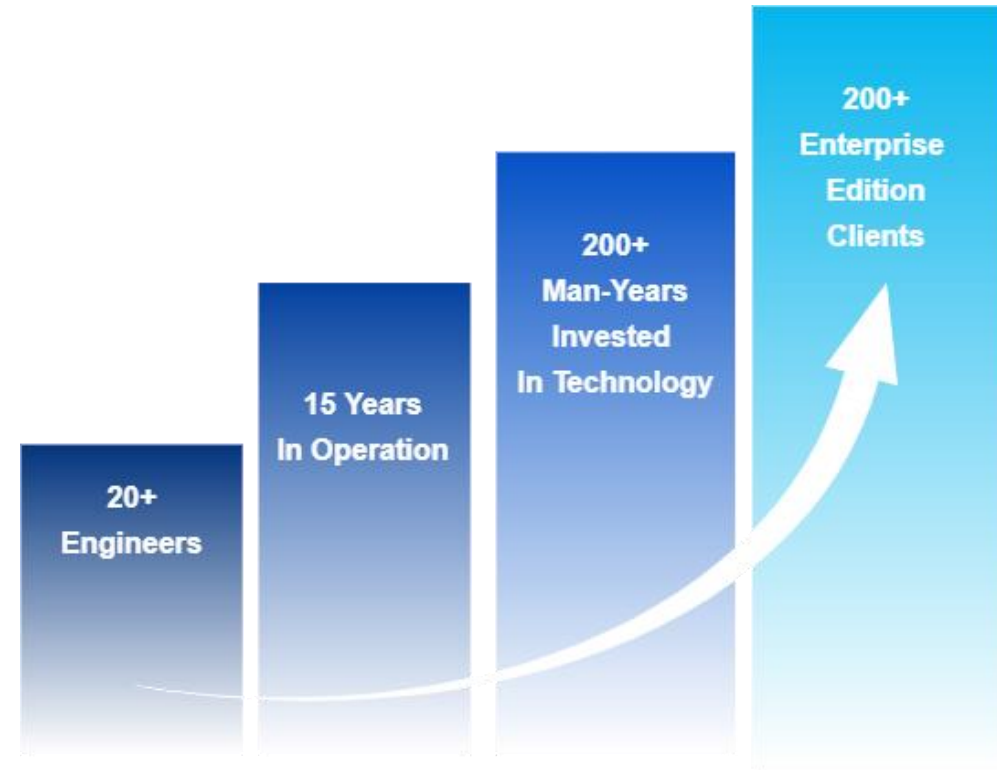 20+
Engineers
15 Years
In Operation
200+
Man-Years
Invested
In Technology
200+
Enterprise
Edition
Clients